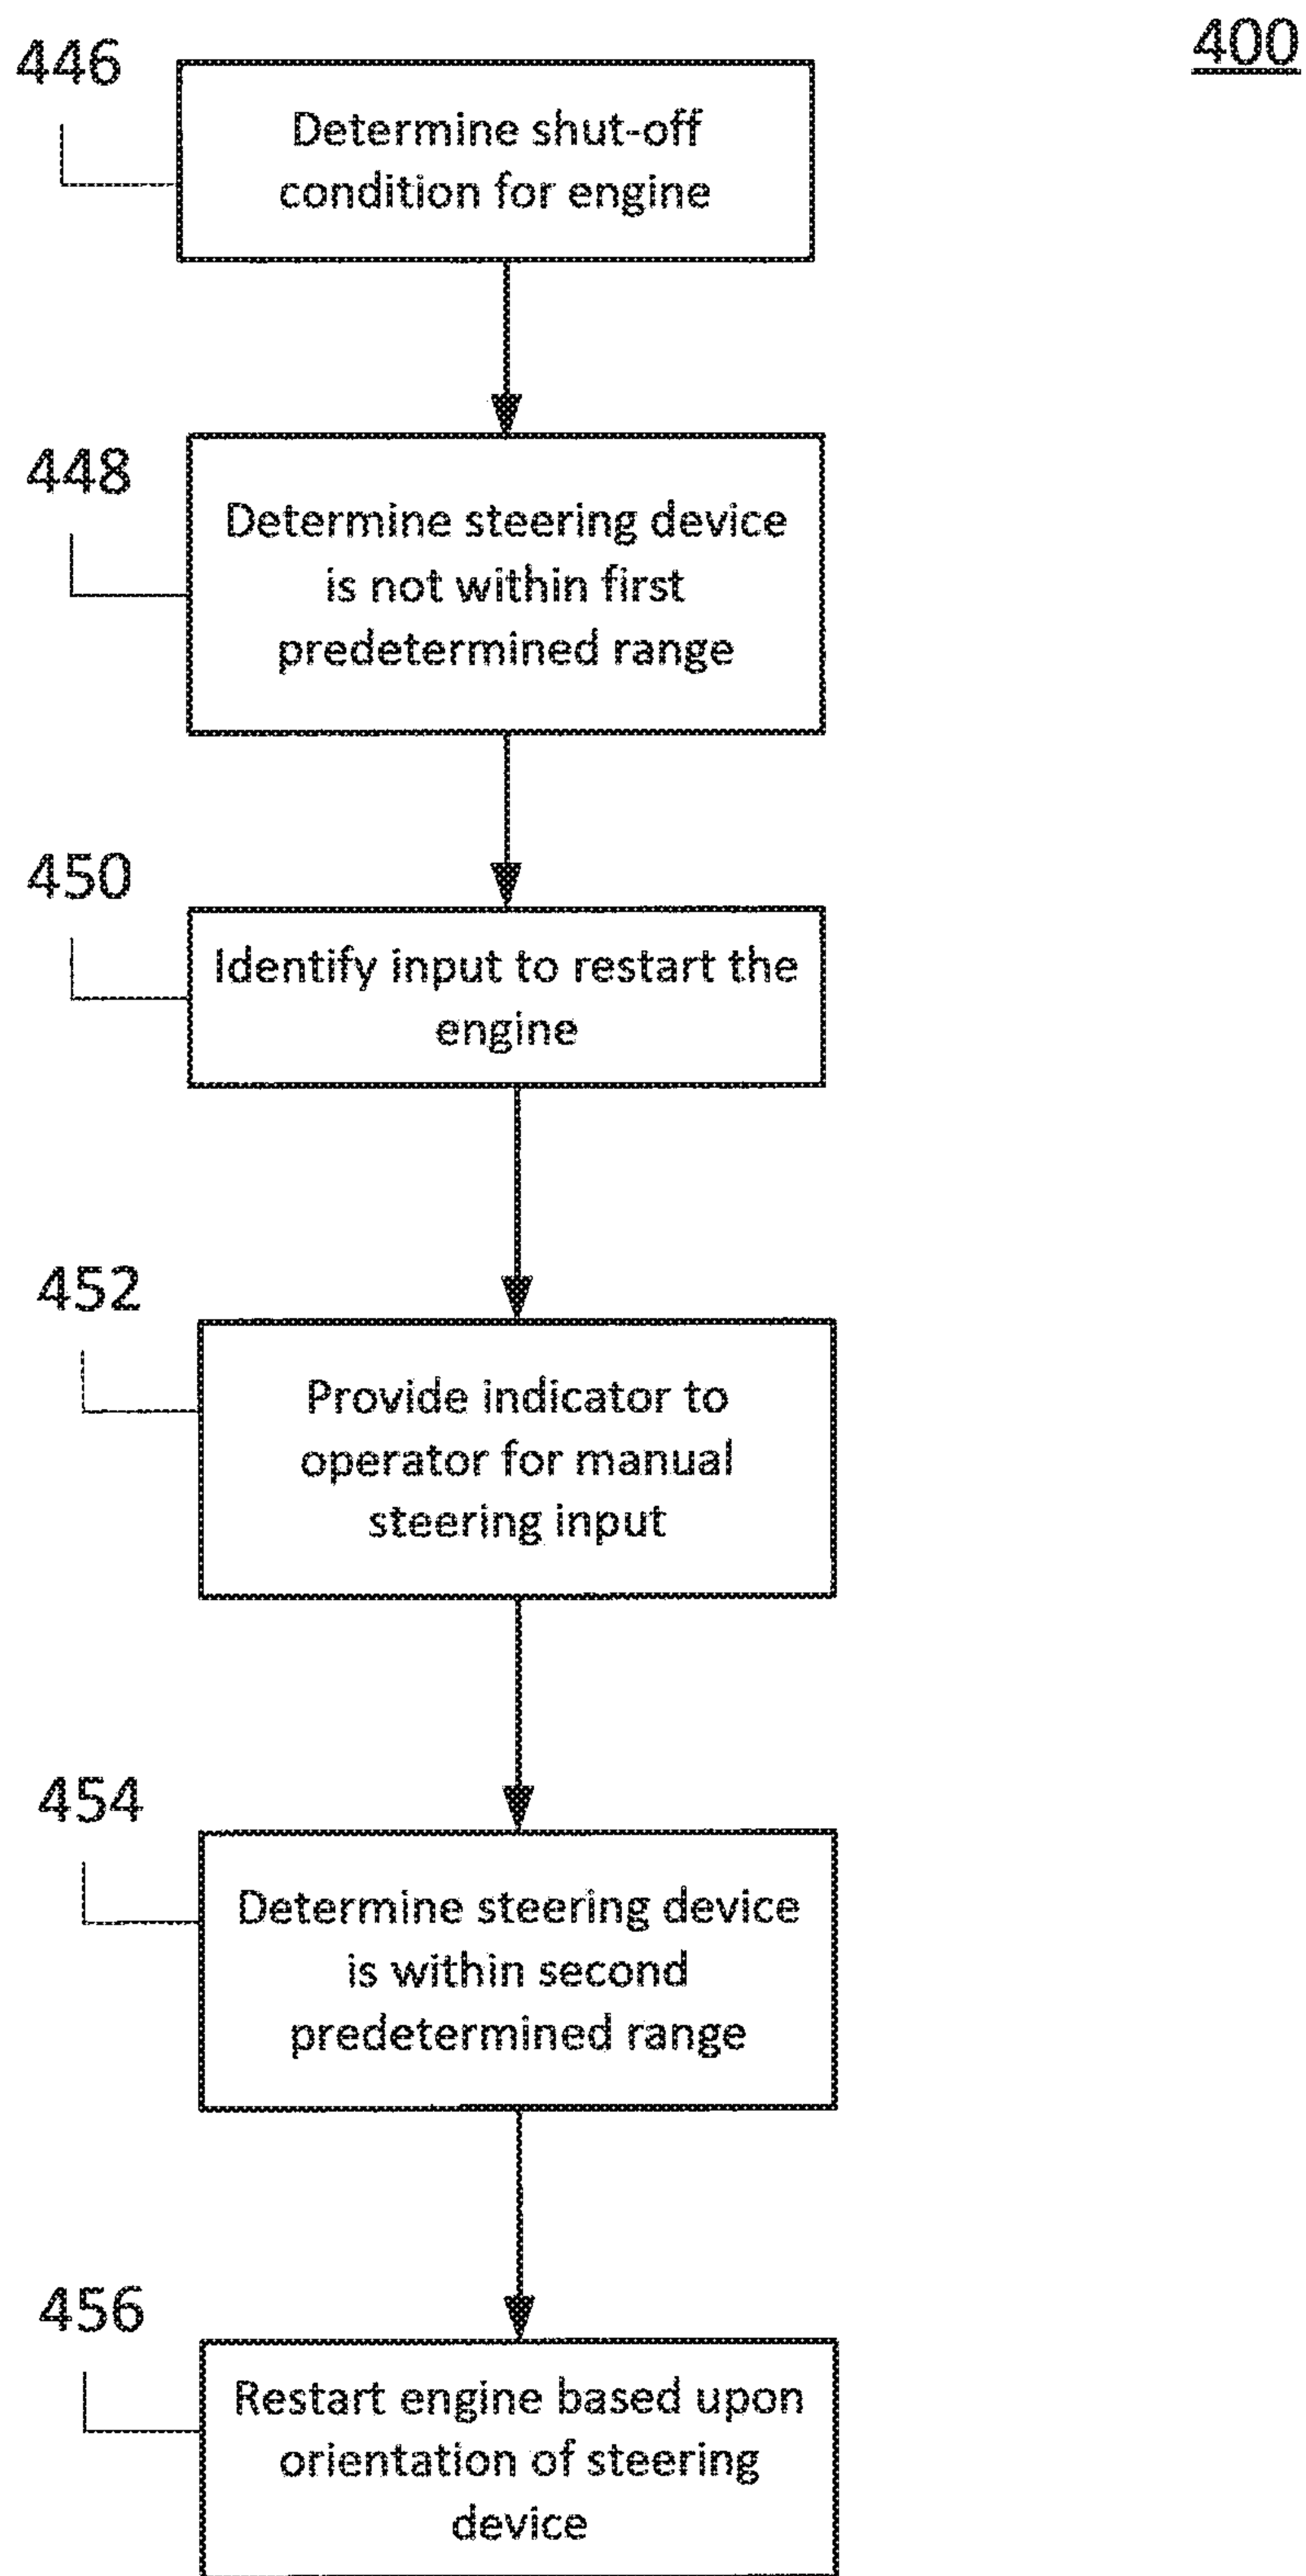 400
446
Determine shut-off
condition for engine
448
Determine steering device
is not within first
predetermined range
450
Identify input to restart the
engine
452
Provide indicator to
operator for manual
steering input
454
Determine steering device
is within second
predetermined range
456
Restart engine based upon
orientation of steering
device